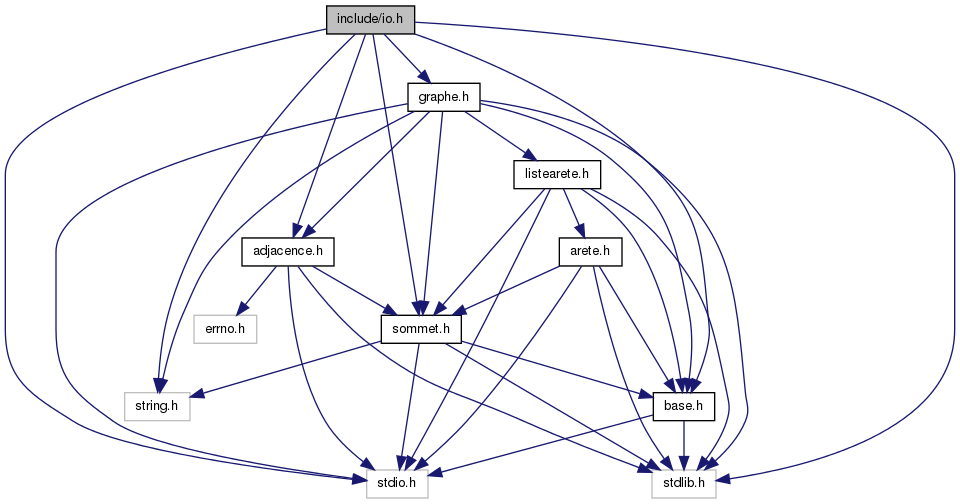 include/io.h
graphe.h
listearete.h
adjacence.h
arete.h
errno.h
sommet.h
string.h
base.h
stdio.h
stdlib.h